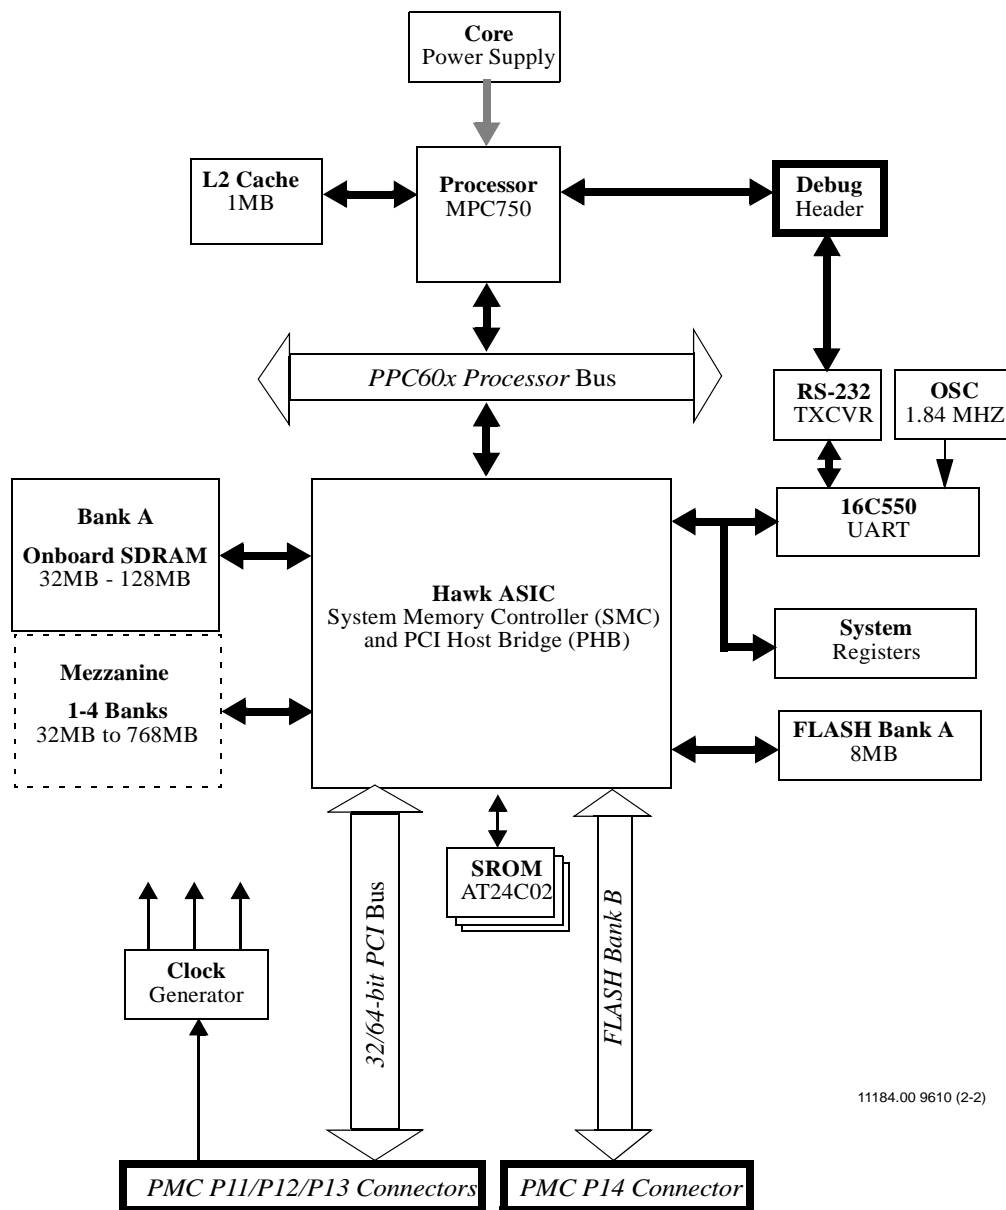 Core
Power Supply
L2 Cache
1MB
Processor
MPC750
Debug
Header
PPC60x Processor Bus
RS-232
TXCVR
OSC
1.84 MHZ
Bank A
Onboard SDRAM
32MB - 128MB
16C550
UART
Hawk ASIC
System Memory Controller (SMC)
and PCI Host Bridge (PHB)
System
Registers
Mezzanine
1-4 Banks
32MB to 768MB
FLASH Bank A
8MB
SROM
AT24C02
32/64-bit PCI Bus
FLASH Bank B
Clock
Generator
11184.00 9610 (2-2)
PMC P11/P12/P13 Connectors
PMC P14 Connector